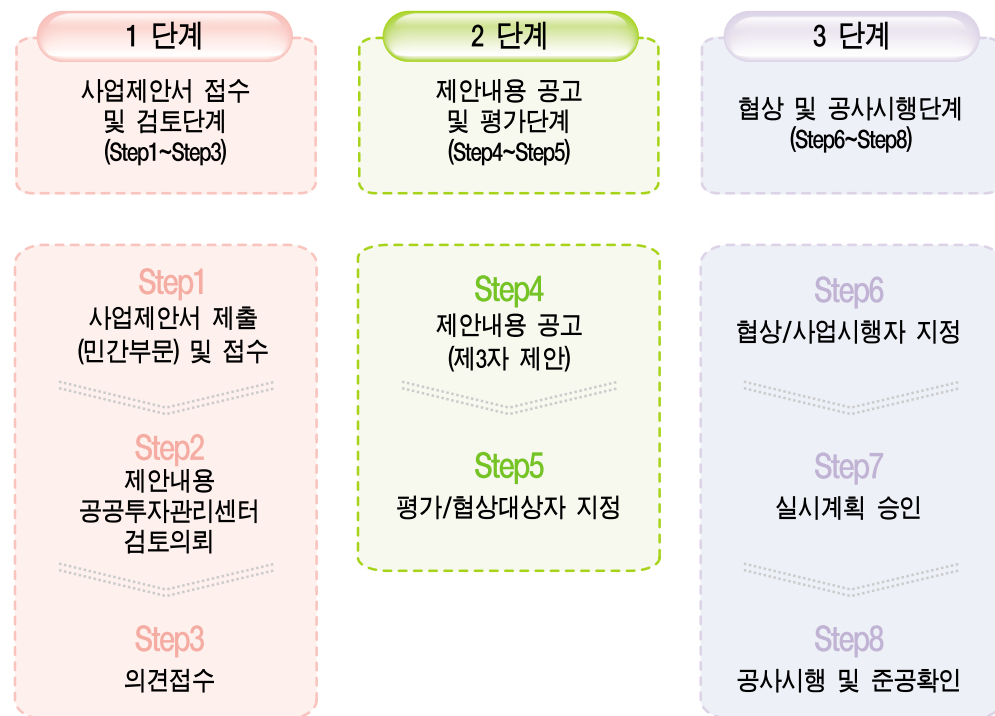 1 단계
사업제안서 접수
및 검토단계
(Step1~Step3)
2 단계
제안내용 공고
및 평가단계
(Step4~Step5)
3 단계
협상 및 공사시행단계
(Step6~Step8)
Step1
사업제안서 제출
(민간부문) 및 접수
Step2
제안내용
공공투자관리센터
검토의뢰
Step3
의견접수
Step4
제안내용 공고
(제3자 제안)
Step5
평가/협상대상자 지정
Step6
협상/사업시행자 지정
Step7
실시계획 승인
Step8
공사시행 및 준공확인